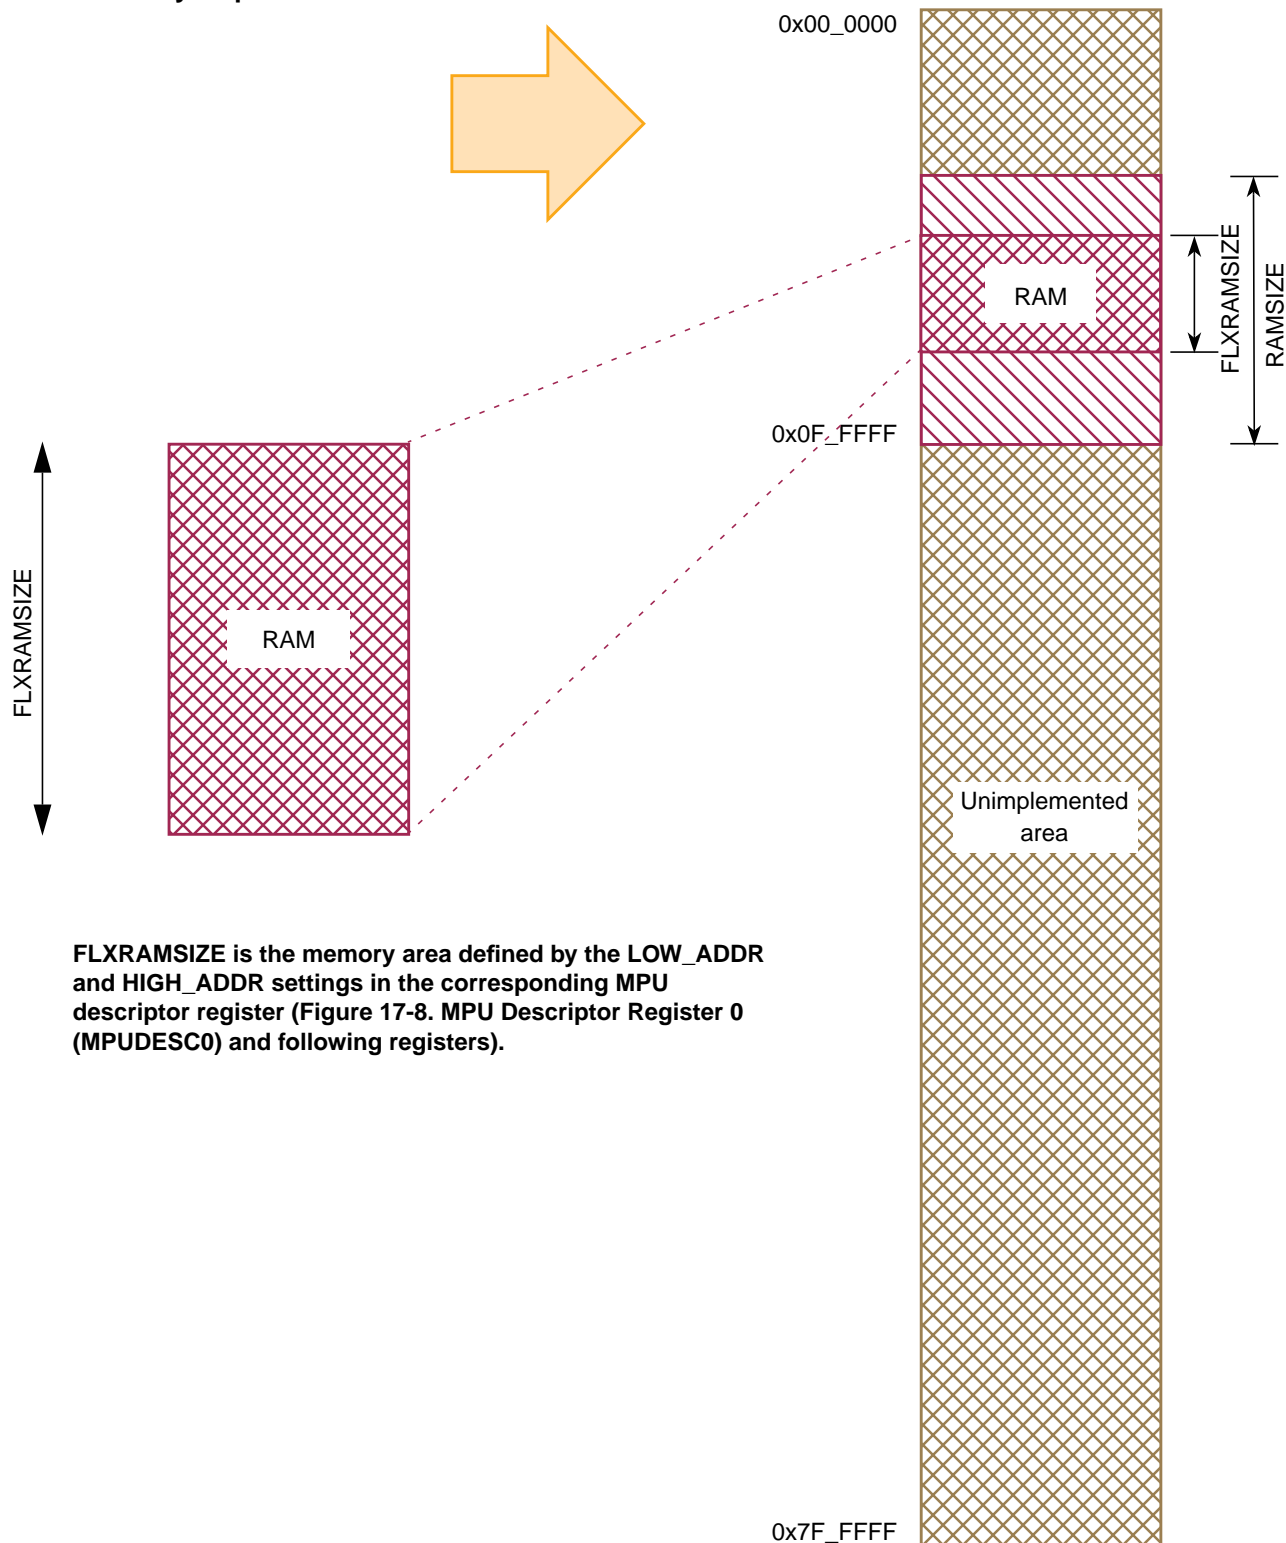 0x00_0000
FLXRAMSIZE
RAMSIZE
RAM
0x0F_FFFF
FLXRAMSIZE
RAM
Unimplemented
area
FLXRAMSIZE is the memory area defined by the LOW_ADDR
and HIGH_ADDR settings in the corresponding MPU
descriptor register (Figure 17-8. MPU Descriptor Register 0
(MPUDESC0) and following registers).
0x7F_FFFF